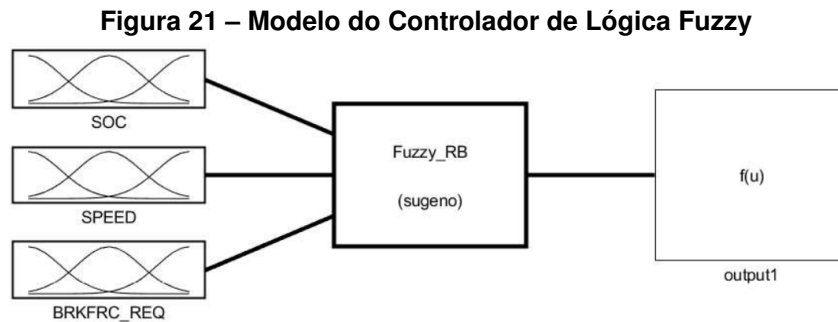 Figura 21 – Modelo do Controlador de Lógica Fuzzy
SOC
SPEED
BRKFRC_REQ
Fuzzy_RB
(sugeno)
f(u)
output1